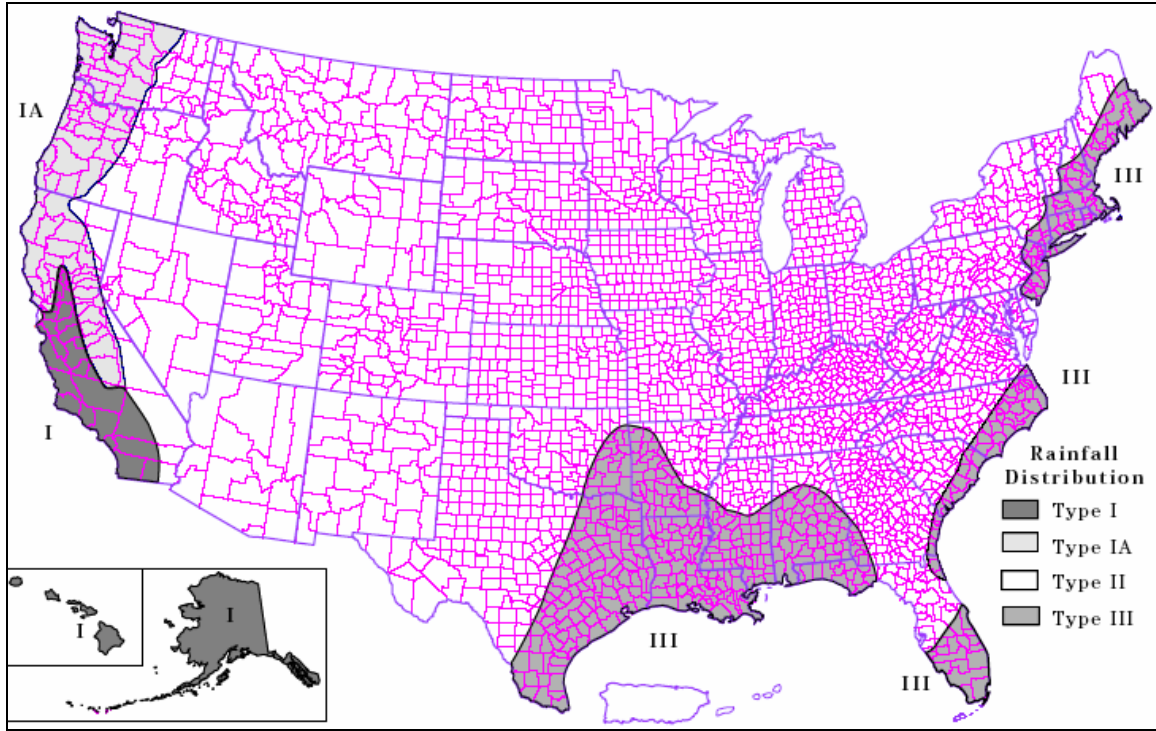 IA
III
III
I
Rainfall
Distribution
Type I
Type IA
Type II
Type III
I
I
III
III